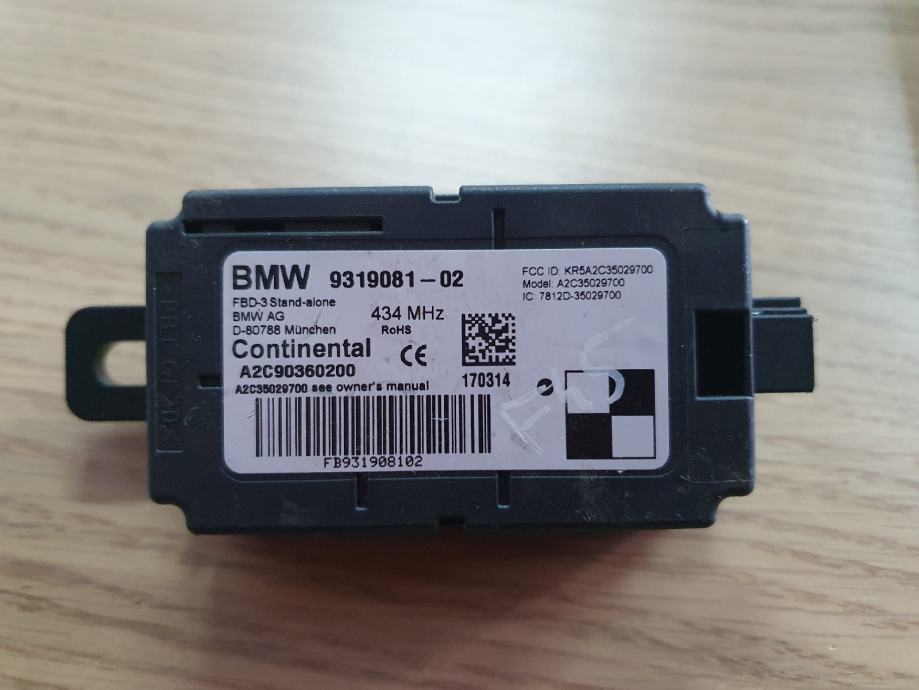 BMW 9319081-02
FBD-3 Stand-alone
BMW AG
D-80788 München
434 MHz
RoHS
FCC ID: KR5A2C35029700
Model: A2C35029700
IC: 7812D-35029700
Continental CE
A2C90360200
A2C35029700 see owner's manual
170314
FB931908102
F45